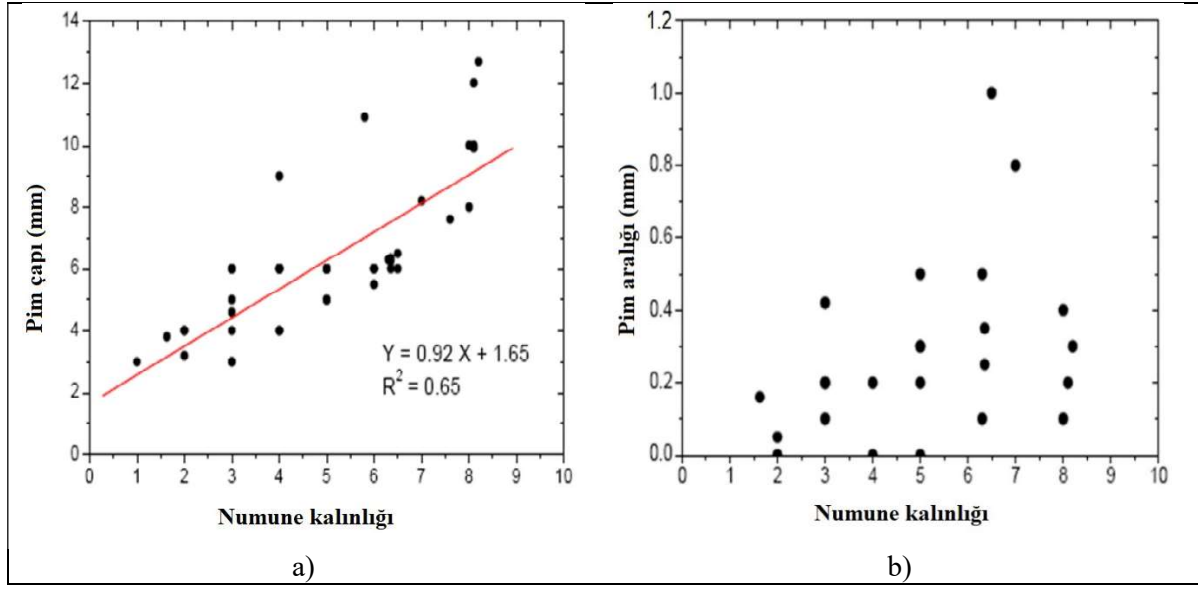 14
12
10
8
6
4
2
0
Pim çapı (mm)
Y = 0.92 X + 1.65
R² = 0.65
0 1 2 3 4 5 6 7 8 9 10
Numune kalınlığı
a)
1.2
1.0
0.8
0.6
0.4
0.2
0.0
Pim aralığı (mm)
0 1 2 3 4 5 6 7 8 9 10
Numune kalınlığı
b)